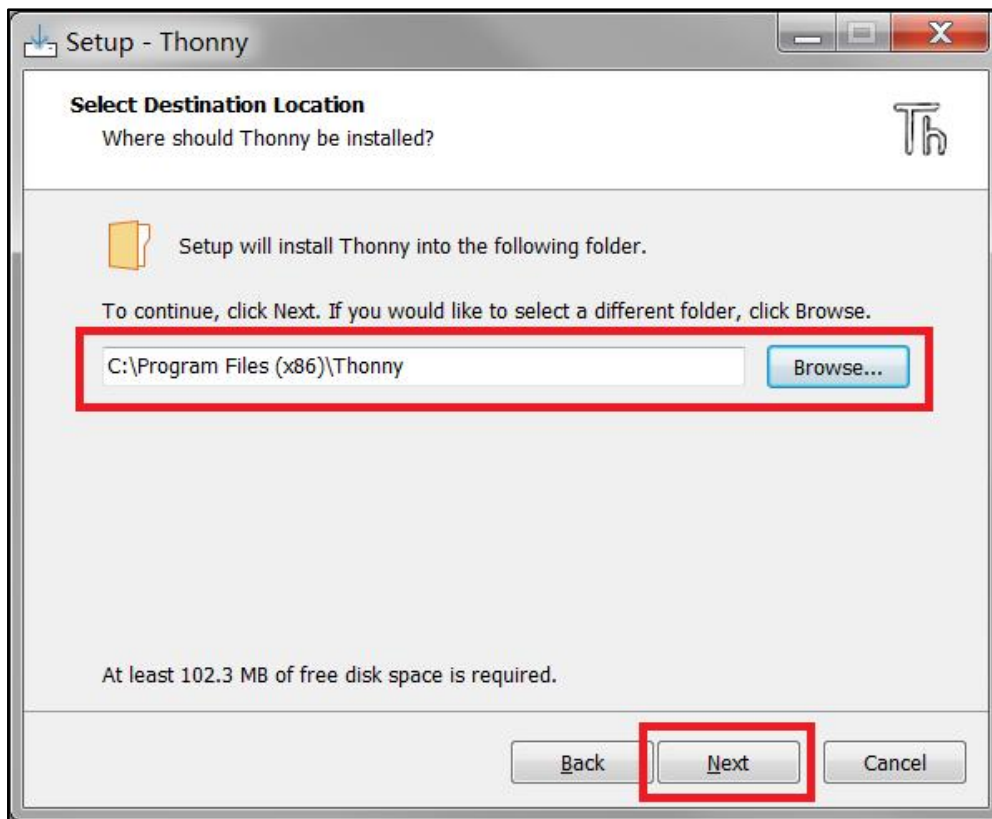 Setup - Thonny
Select Destination Location
Where should Thonny be installed?
Th
Setup will install Thonny into the following folder.
To continue, click Next. If you would like to select a different folder, click Browse.
C:\Program Files (x86)\Thonny
Browse...
At least 102.3 MB of free disk space is required.
Back
Next
Cancel